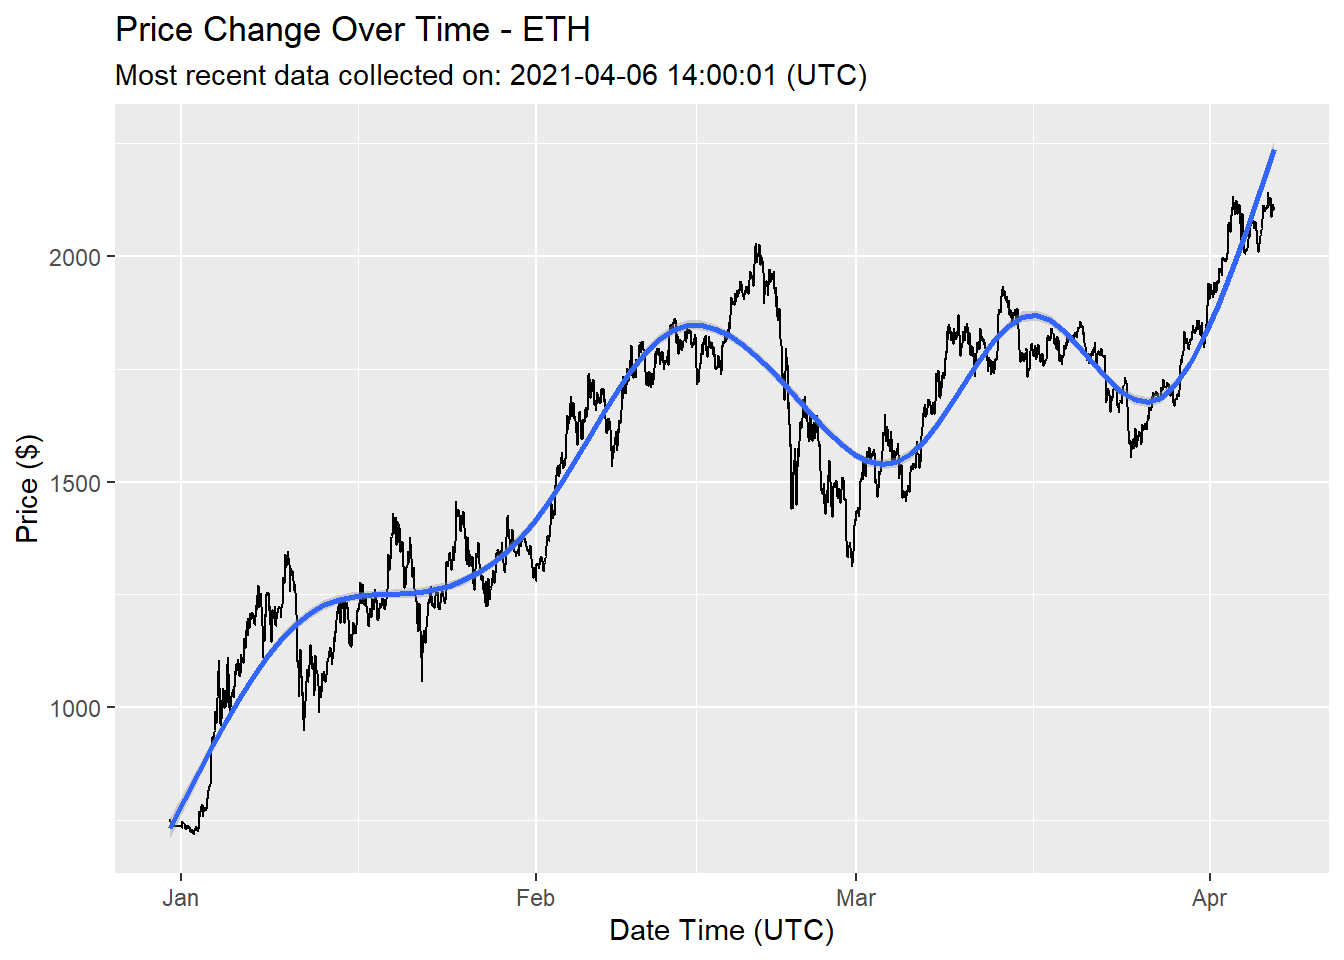 Price Change Over Time - ETH
Most recent data collected on: 2021-04-06 14:00:01 (UTC)
Price ($)
2000
1500
1000
Jan Feb Mar Apr
Date Time (UTC)